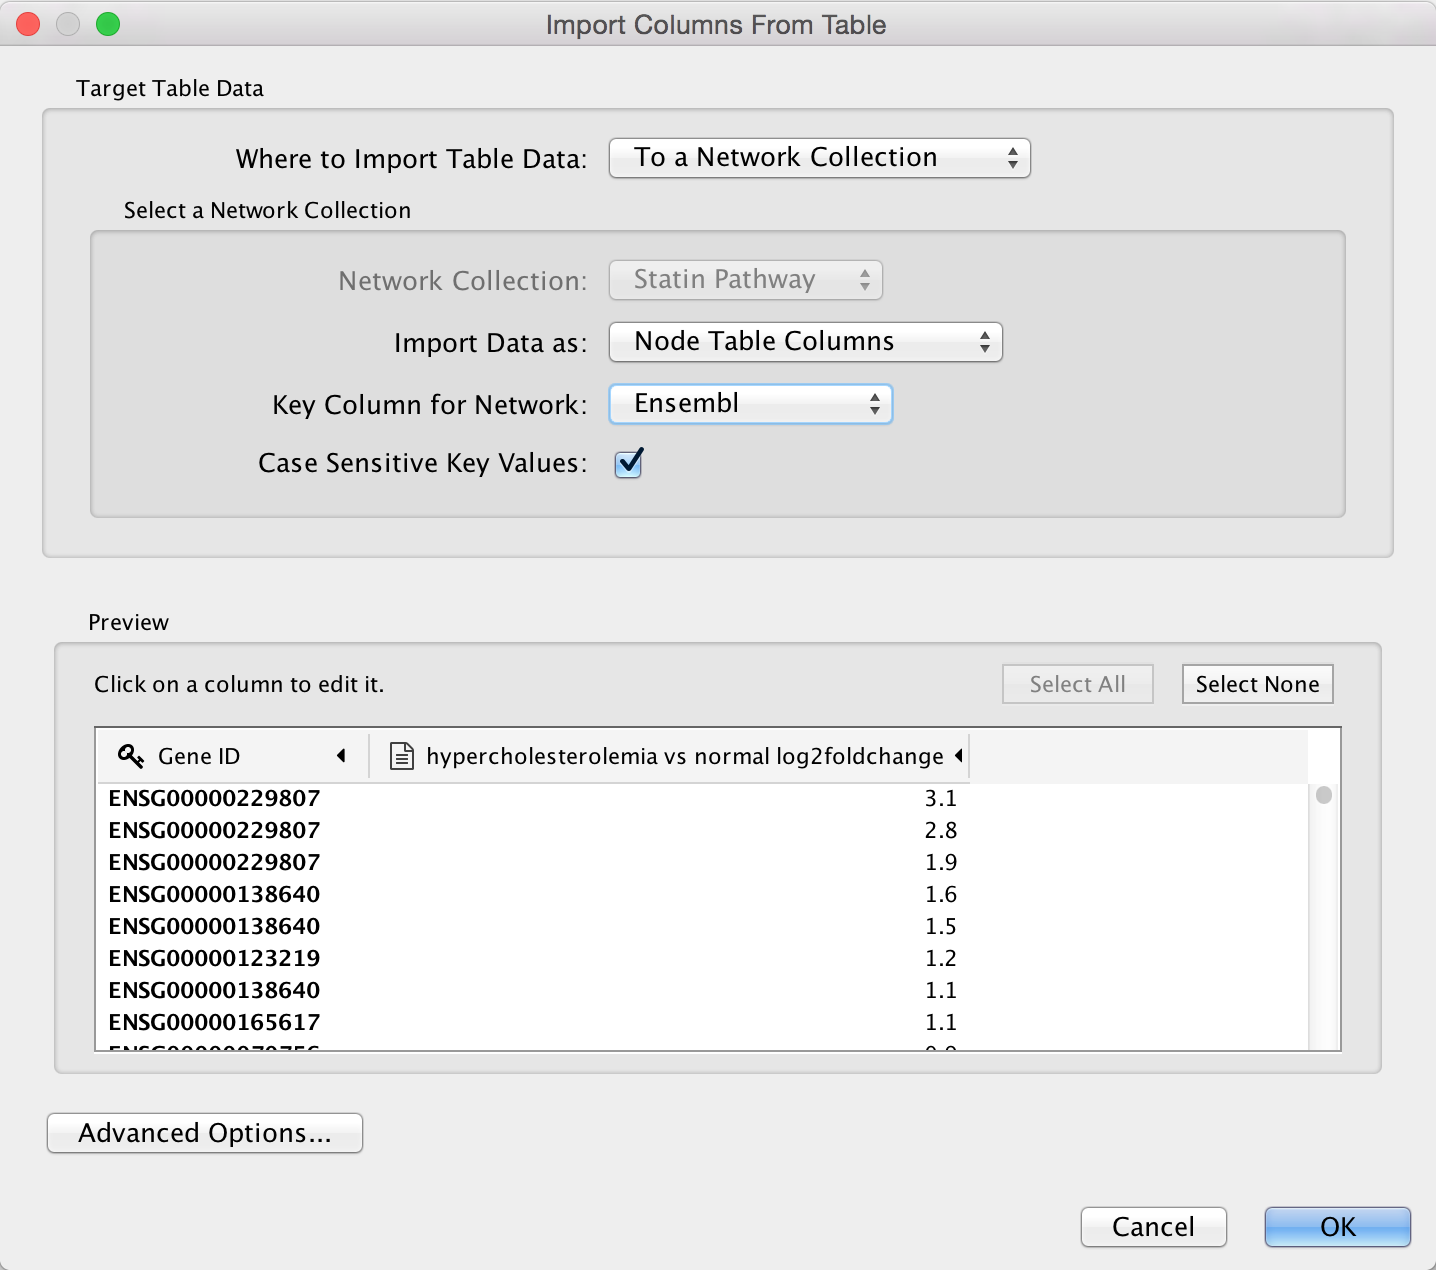 Import Columns From Table
Target Table Data
Where to Import Table Data: To a Network Collection
Select a Network Collection
Network Collection: Statin Pathway
Import Data as: Node Table Columns
Key Column for Network: Ensembl
Case Sensitive Key Values:
Preview
Click on a column to edit it. Select All Select None
Gene ID hypercholesterolemia vs normal log2foldchange
ENSG00000229807 3.1
ENSG00000229807 2.8
ENSG00000229807 1.9
ENSG00000138640 1.6
ENSG00000138640 1.5
ENSG00000123219 1.2
ENSG00000138640 1.1
ENSG00000165617 1.1
Advanced Options...
Cancel OK